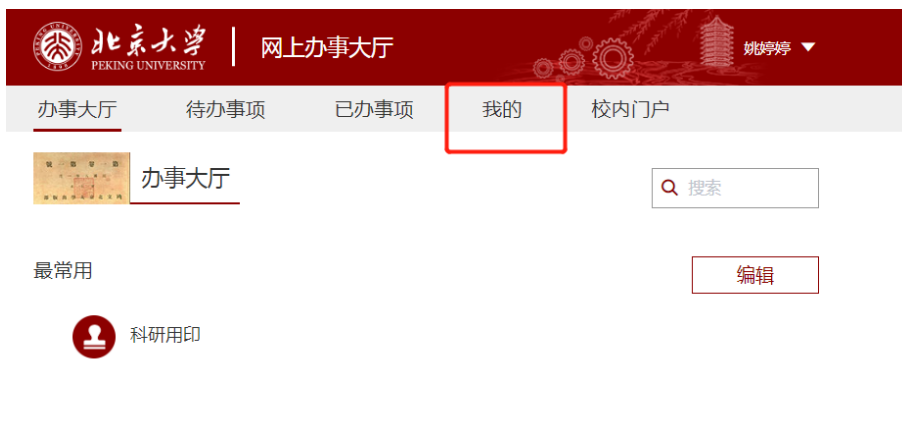 北京大学
PEKING UNIVERSITY
1898
网上办事大厅
姚婷婷
办事大厅 待办事项 已办事项 我的 校内门户
办事大厅
搜索
最常用
编辑
科研用印